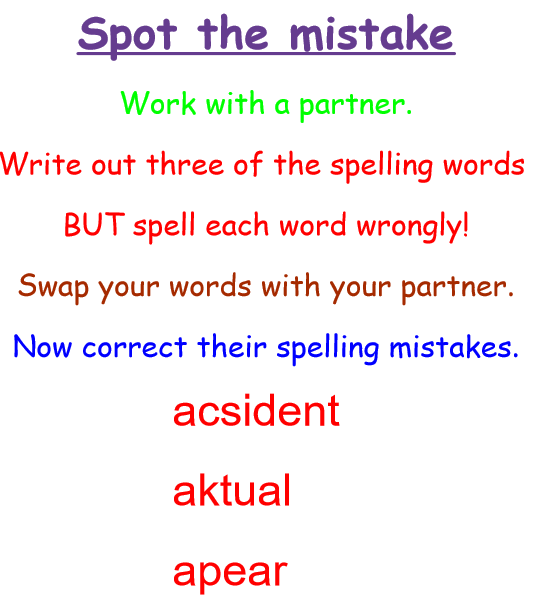 Spot the mistake
Work with a partner.
Write out three of the spelling words
BUT spell each word wrongly!
Swap your words with your partner.
Now correct their spelling mistakes.
acsident
aktual
apear